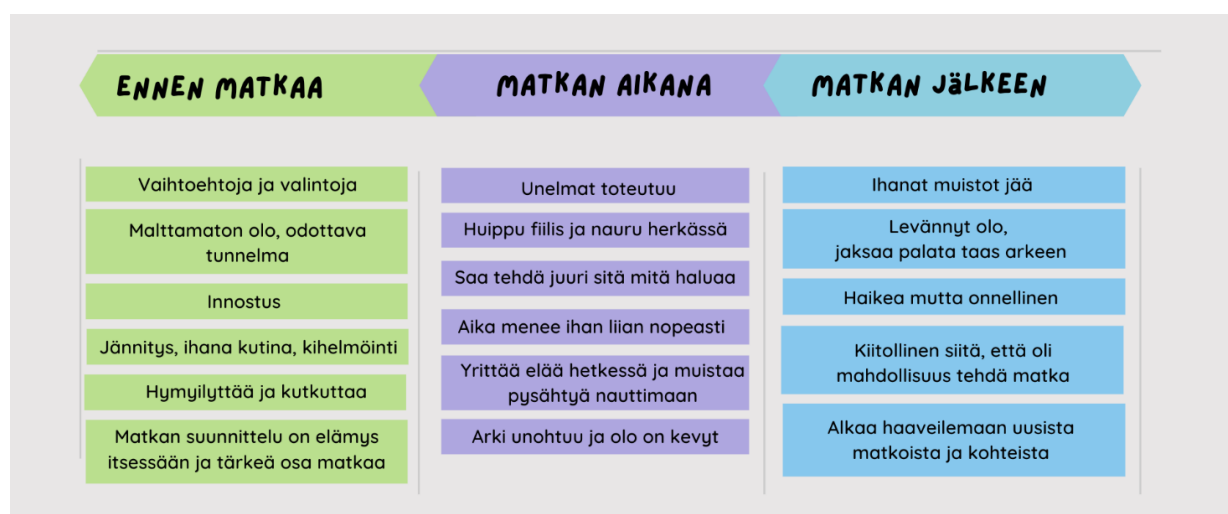 ENNEN MATKAA
MATKAN AIKANA
MATKAN JäLKEEN
Vaihtoehtoja ja valintoja
Malttamaton olo, odottava
tunnelma
Innostus
Jännitys, ihana kutina, kihelmöinti
Hymyilyttää ja kutkuttaa
Matkan suunnittelu on elämys
itsessään ja tärkeä osa matkaa
Unelmat toteutuu
Huippu fiilis ja nauru herkässä
Saa tehdä juuri sitä mitä haluaa
Aika menee ihan liian nopeasti
Yrittää elää hetkessä ja muistaa
pysähtyä nauttimaan
Arki unohtuu ja olo on kevyt
Ihanat muistot jää
Levännyt olo,
jaksaa palata taas arkeen
Haikea mutta onnellinen
Kiitollinen siitä, että oli
mahdollisuus tehdä matka
Alkaa haaveilemaan uusista
matkoista ja kohteista